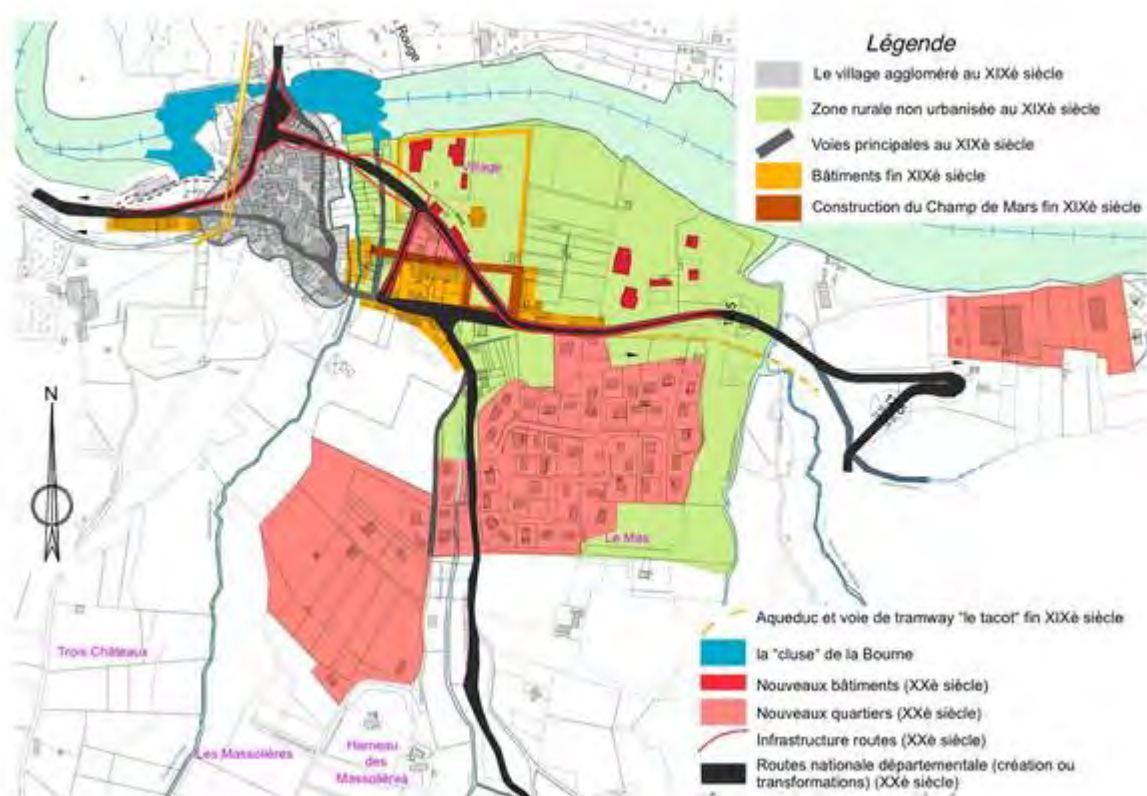 Rouge
Légende
Le village aggloméré au XIXè siècle
Zone rurale non urbanisée au XIXè siècle
Voies principales au XIXè siècle
Bâtiments fin XIXè siècle
Construction du Champ de Mars fin XIXè siècle
N
Le Mas
Trois Châteaux
Les Massolières
Hameau
des
Massolières
Aqueduc et voie de tramway "le tacot" fin XIXè siècle
la "cluse" de la Bourne
Nouveaux bâtiments (XXè siècle)
Nouveaux quartiers (XXè siècle)
Infrastructure routes (XXè siècle)
Routes nationale départementale (création ou
transformations) (XXè siècle)